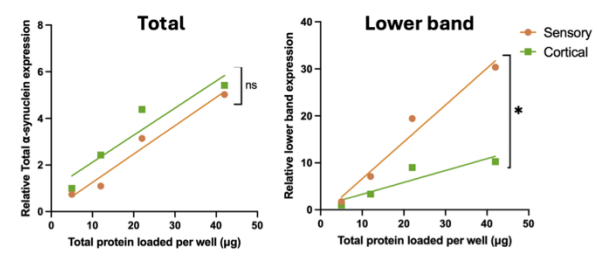 Total
Relative Total α-synuclein expression
8
6
4
2
0
0 10 20 30 40 50
Total protein loaded per well (µg)
ns
Lower band
Relative lower band expression
40
30
20
10
0
0 10 20 30 40 50
Total protein loaded per well (µg)
*
Sensory
Cortical